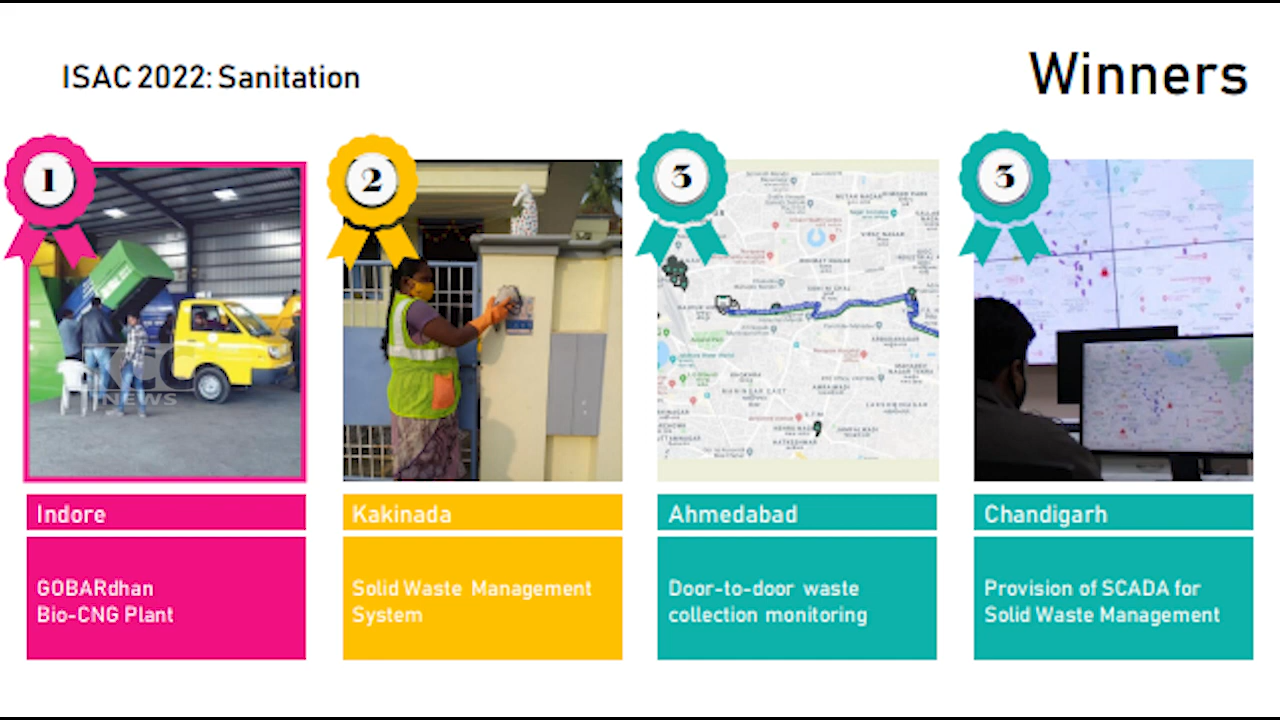 ISAC 2022: Sanitation
Winners
1
2
3
3
NEWS
Indore
Kakinada
Ahmedabad
Chandigarh
GOBARdhan
Bio-CNG Plant
Solid Waste Management
System
Door-to-door waste
collection monitoring
Provision of SCADA for
Solid Waste Management